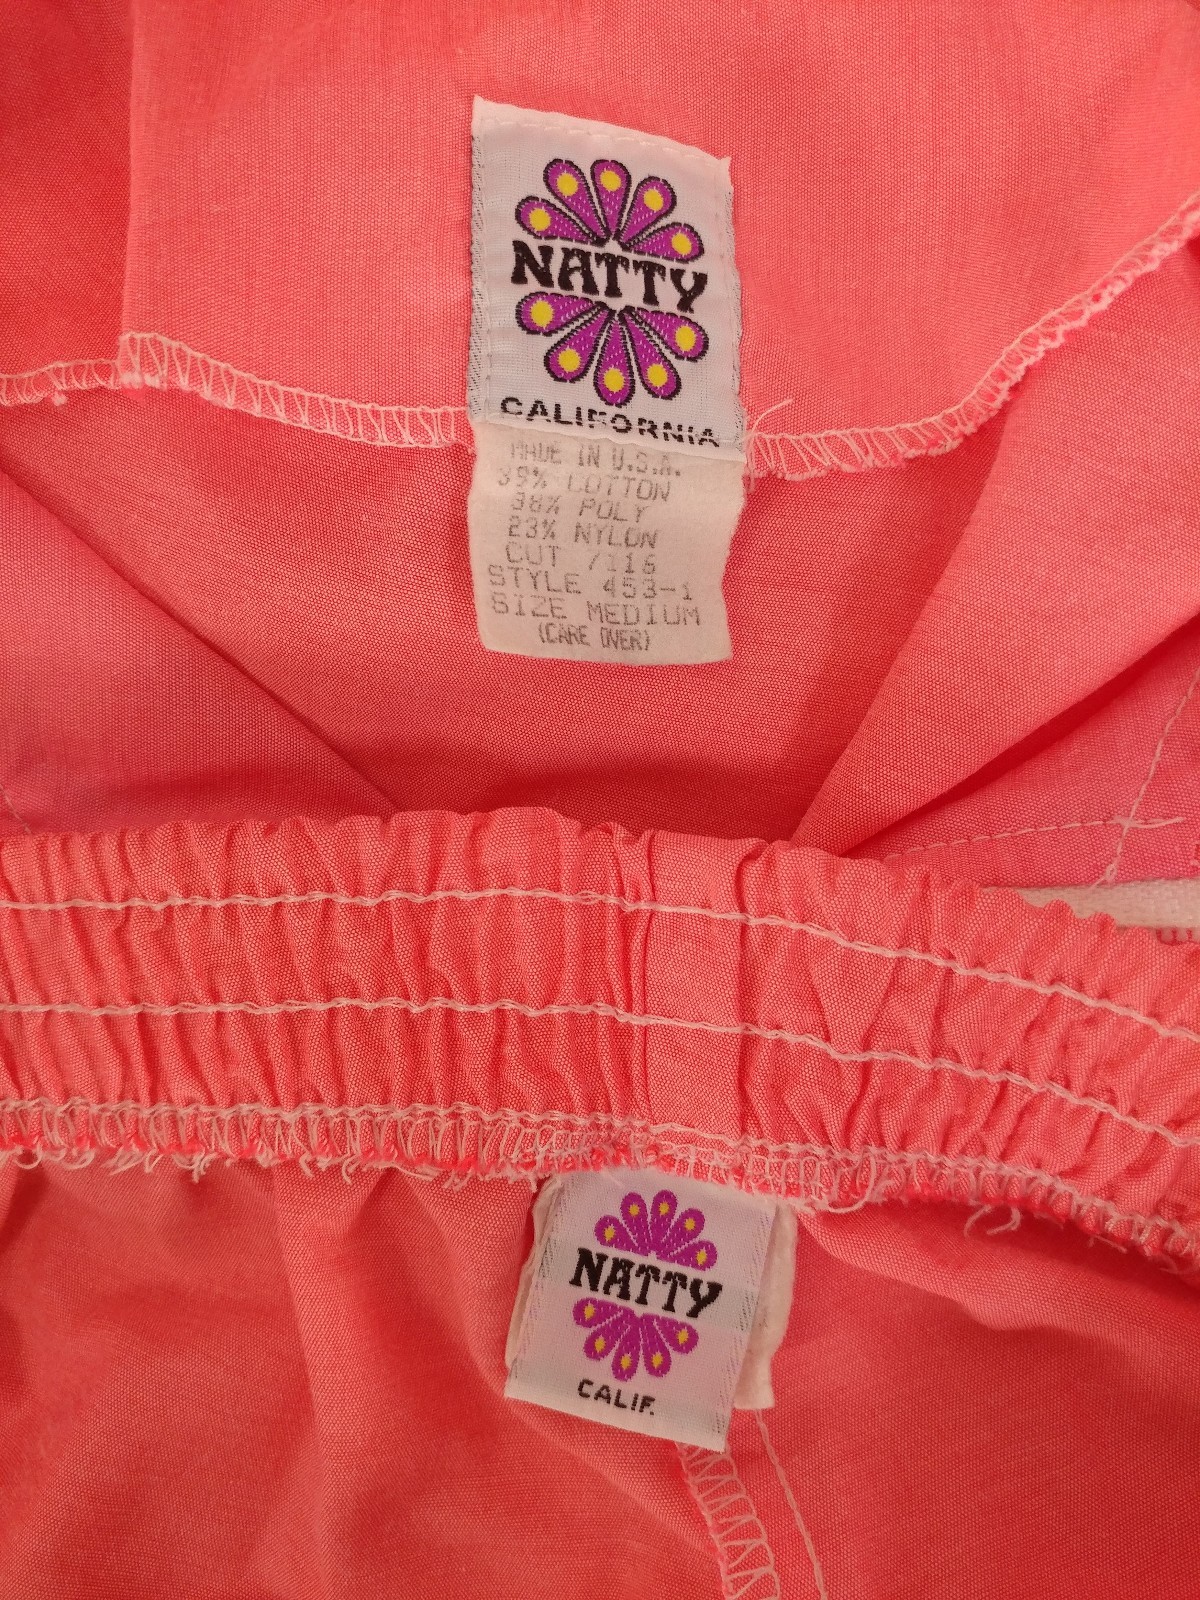 NATTY
CALIFORNIA
MADE IN U.S.A.
39% COTTON
38% POLY
23% NYLON
CUT 7116
STYLE 453-1
SIZE MEDIUM
(CARE OVER)
NATTY
CALIF.